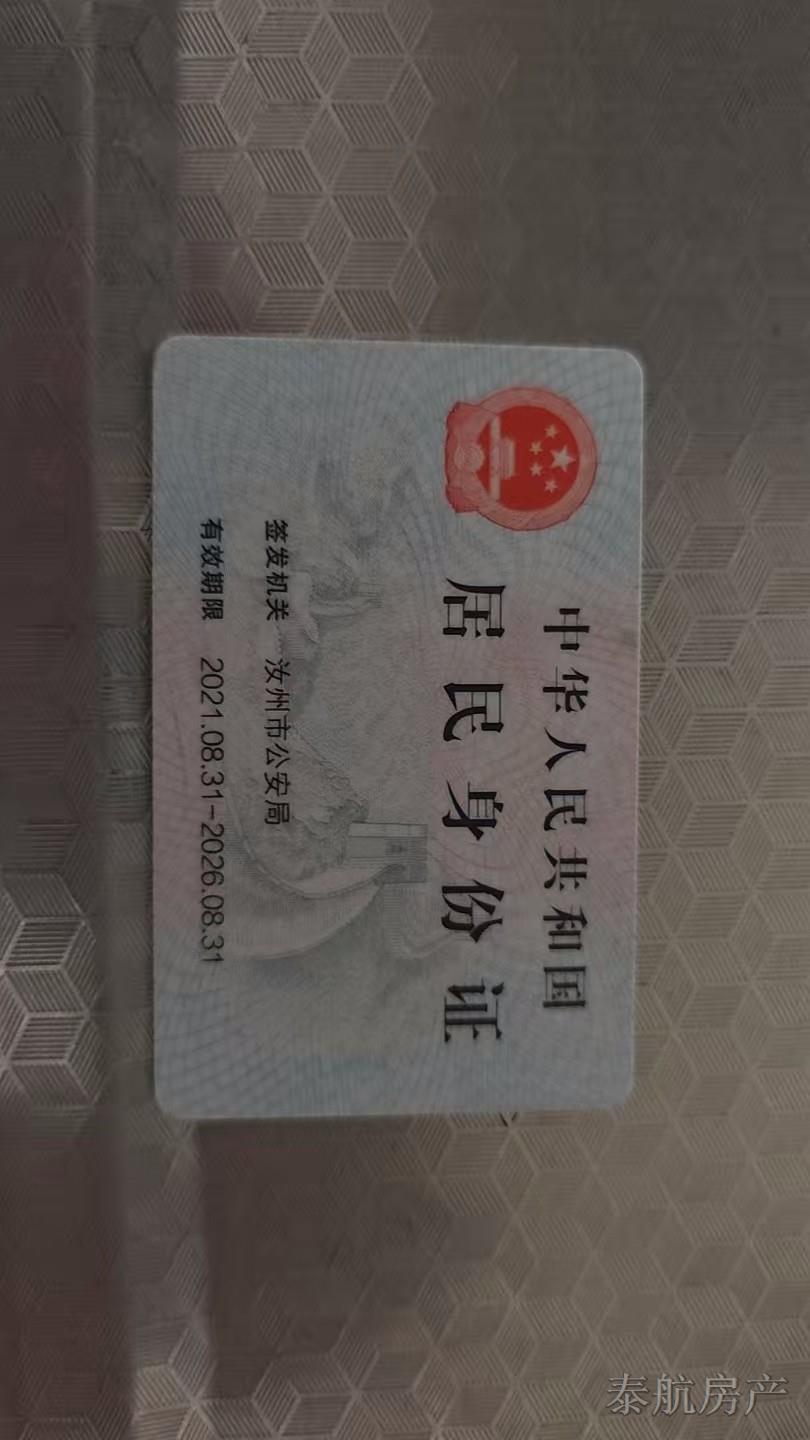 中华人民共和国
居民身份证
签发机关 汝州市公安局
有效期限 2021.08.31-2026.08.31
泰航房产